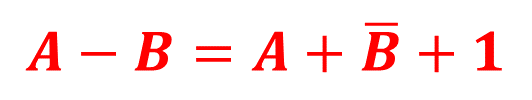 A − B = A + B̅ + 1